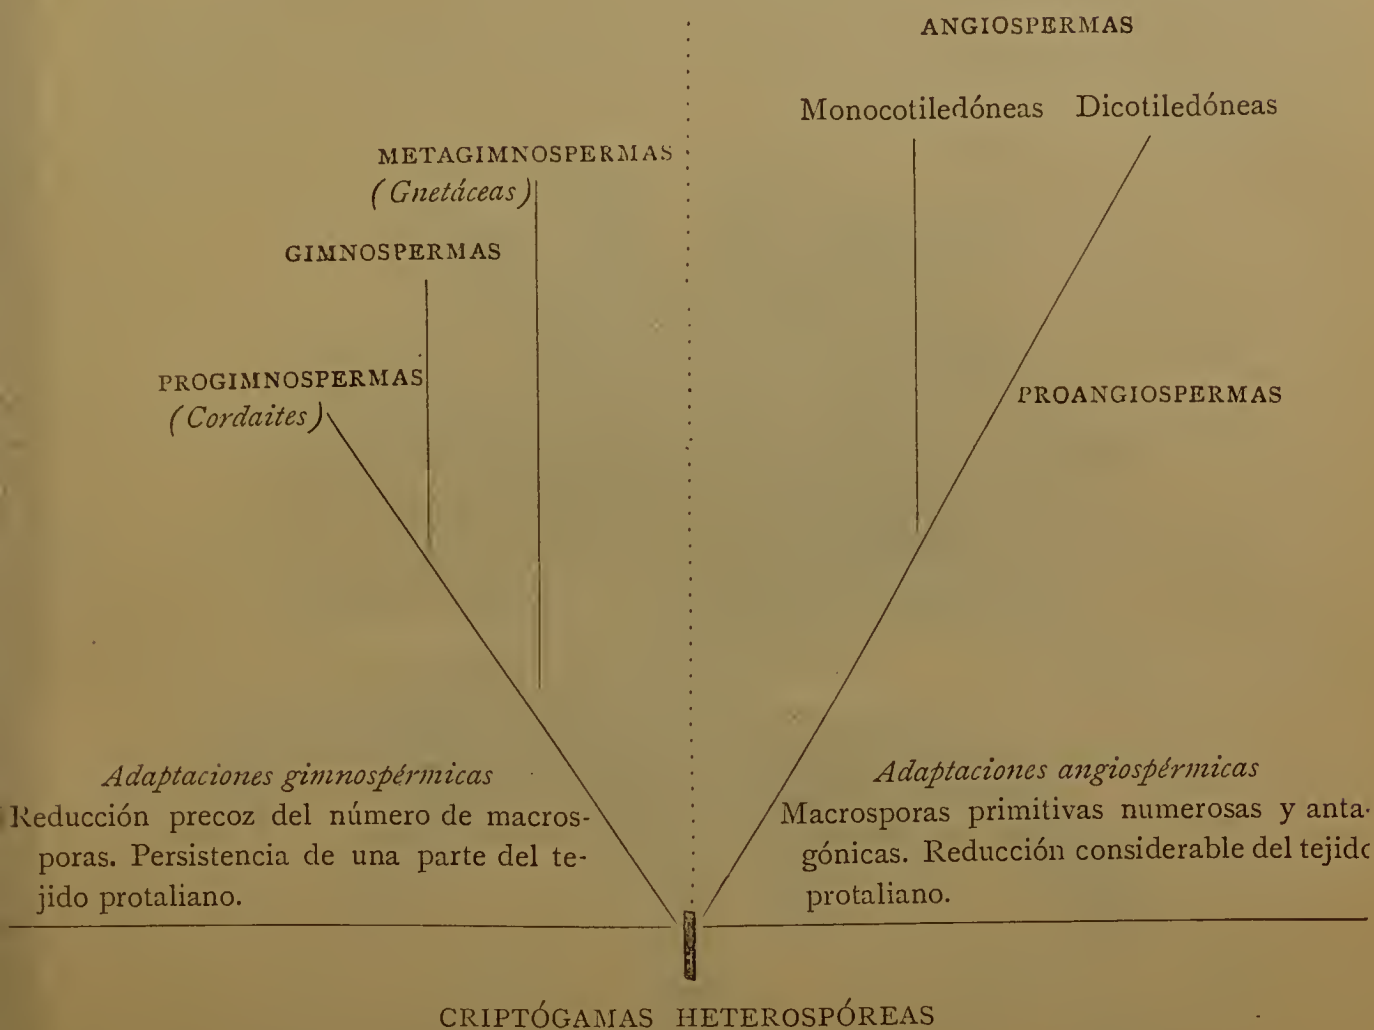 ANGIOSPERMAS
Monocotiledóneas Dicotiledóneas
METAGIMNOSPERMAS
(Gnetáceas)
GIMNOSPERMAS
PROGIMNOSPERMAS
(Cordaites)
PROANGIOSPERMAS
Adaptaciones gimnospérmicas
Reducción precoz del número de macros-
poras. Persistencia de una parte del te-
jido protaliano.
Adaptaciones angiospérmicas
Macrosporas primitivas numerosas y anta-
gónicas. Reducción considerable del tejido
protaliano.
CRIPTÓGAMAS HETEROSPÓREAS